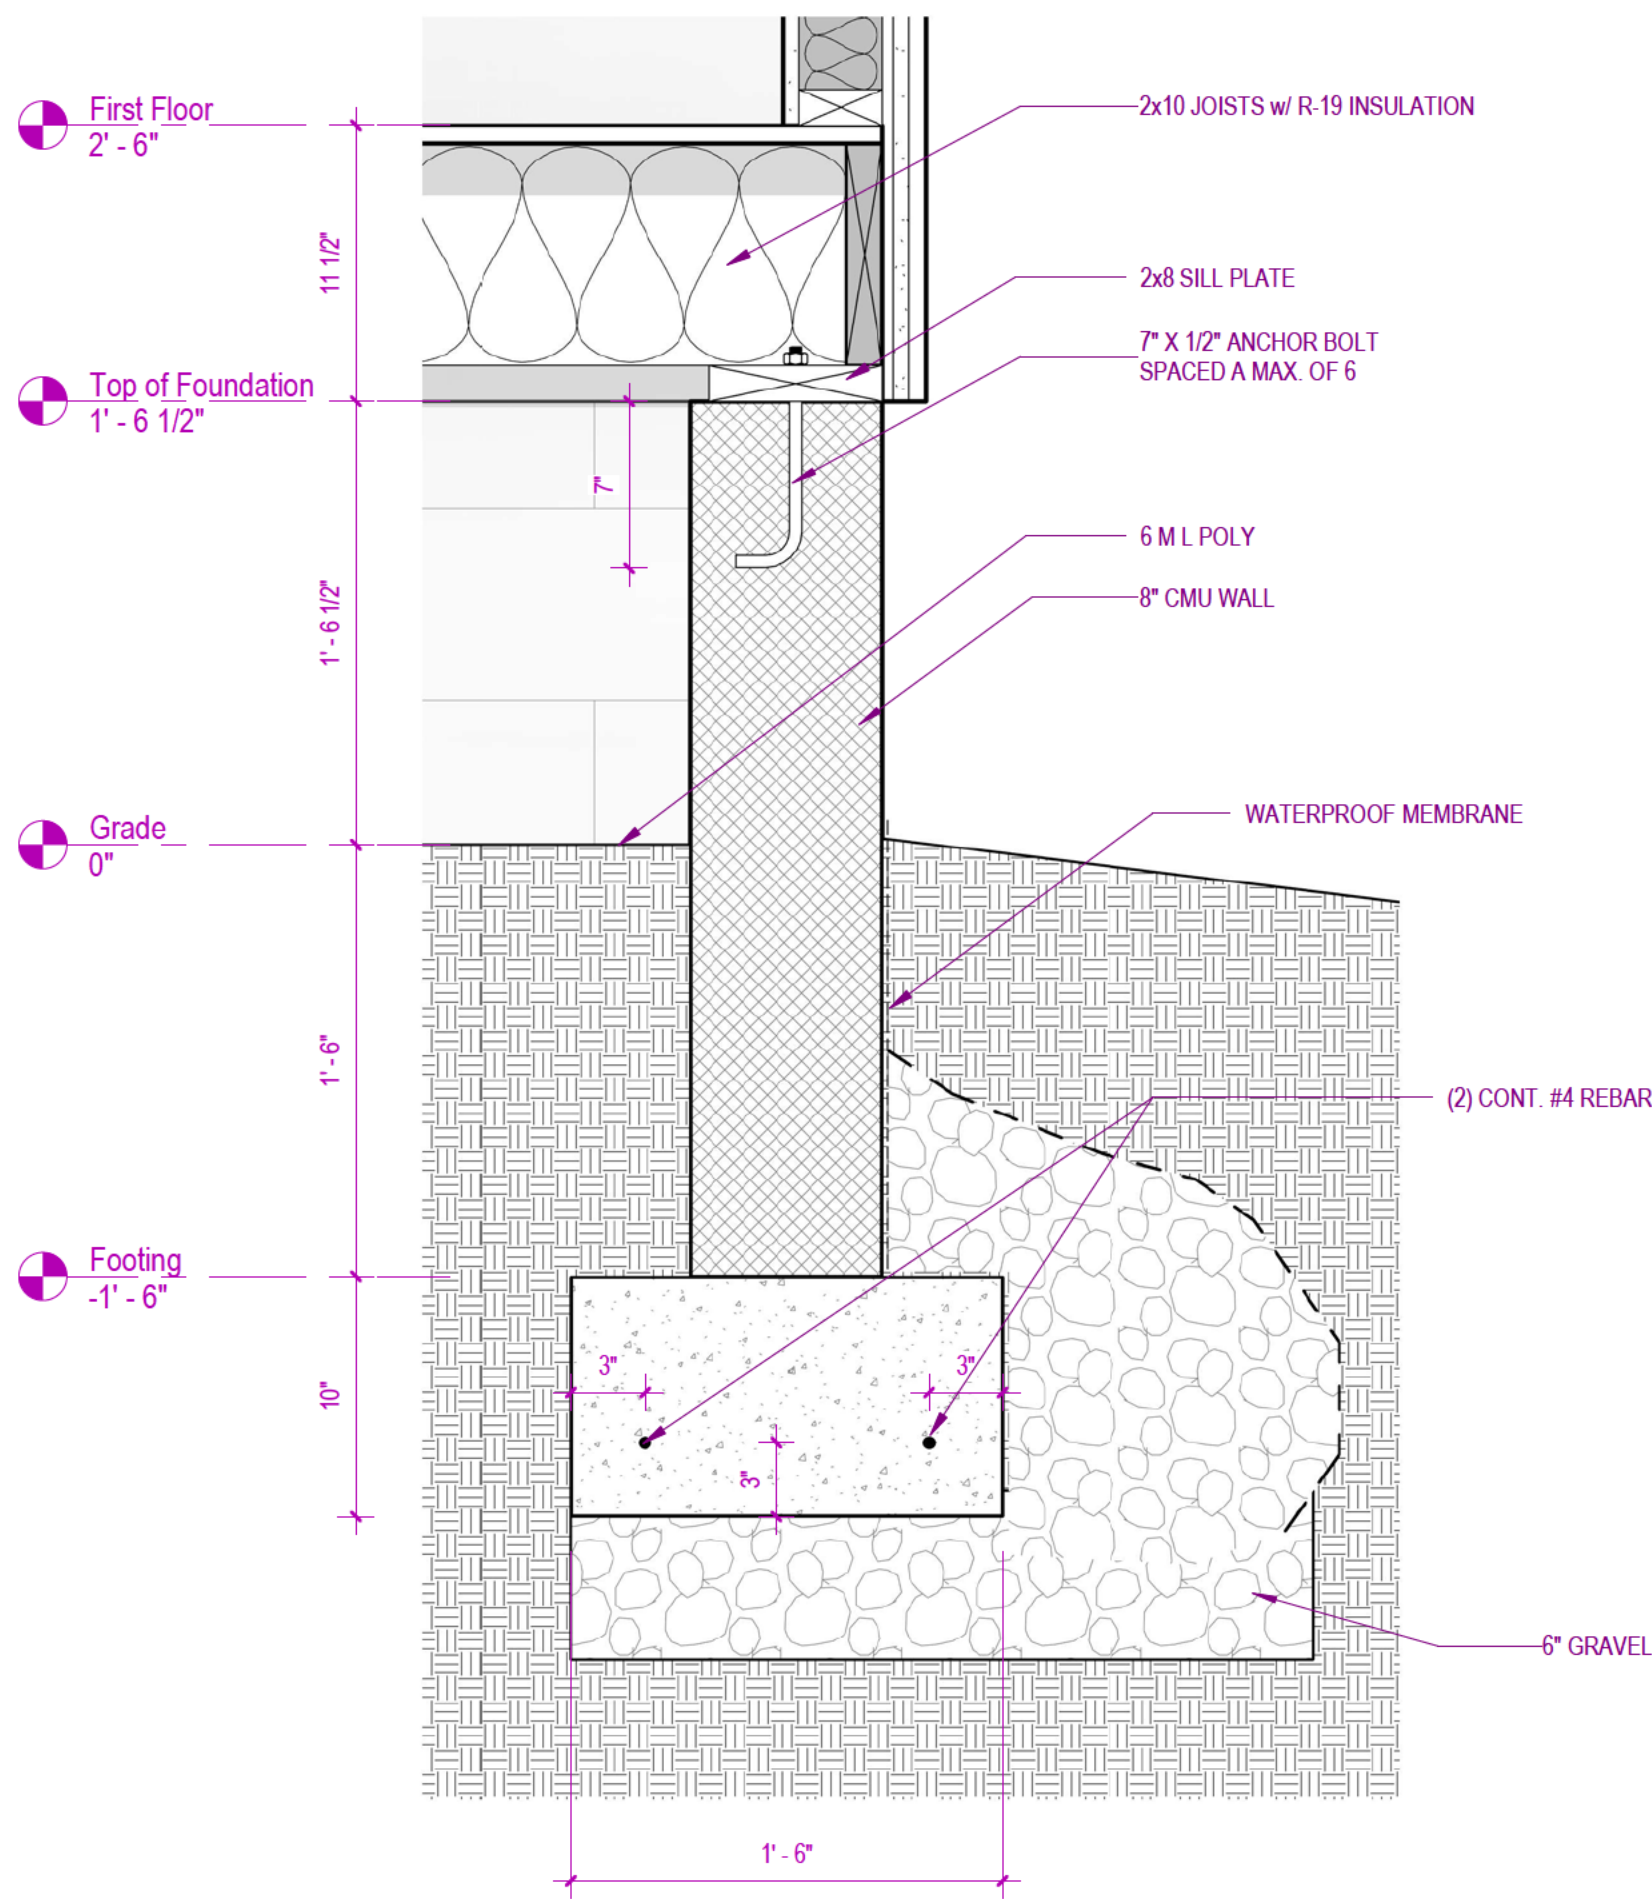 First Floor
2' - 6"
2x10 JOISTS w/ R-19 INSULATION
11 1/2"
2x8 SILL PLATE
7" X 1/2" ANCHOR BOLT
SPACED A MAX. OF 6
Top of Foundation
1' - 6 1/2"
7"
6 M L POLY
8" CMU WALL
1' - 6 1/2"
WATERPROOF MEMBRANE
Grade
0"
1' - 6"
(2) CONT. #4 REBAR
Footing
-1' - 6"
3"
3"
10"
3"
6" GRAVEL
1' - 6"